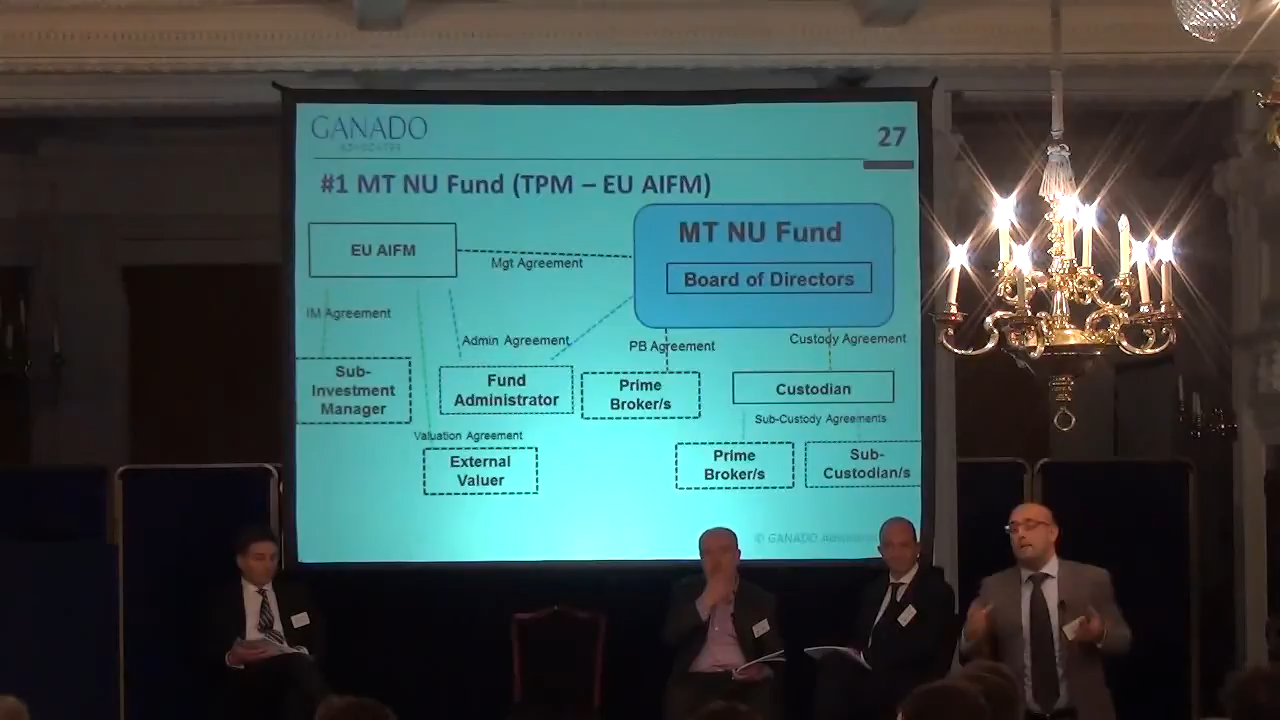 GANADO
ADVOCATES
27
#1 MT NU Fund (TPM – EU AIFM)
EU AIFM
Mgt Agreement
MT NU Fund
Board of Directors
IM Agreement
Admin Agreement
PB Agreement
Custody Agreement
Sub-
Investment
Manager
Fund
Administrator
Prime
Broker/s
Custodian
Sub-Custody Agreements
Valuation Agreement
External
Valuer
Prime
Broker/s
Sub-
Custodian/s
© GANADO Advocates